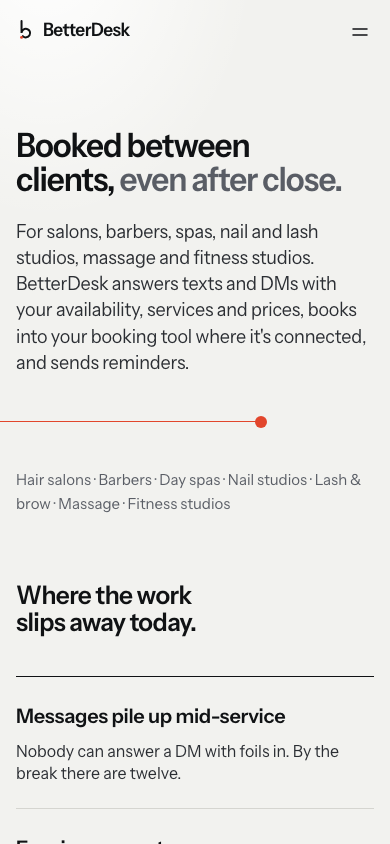 BetterDesk
Booked between
clients, even after close.
For salons, barbers, spas, nail and lash
studios, massage and fitness studios.
BetterDesk answers texts and DMs with
your availability, services and prices, books
into your booking tool where it's connected,
and sends reminders.
Hair salons · Barbers · Day spas · Nail studios · Lash &
brow · Massage · Fitness studios
Where the work
slips away today.
Messages pile up mid-service
Nobody can answer a DM with foils in. By the
break there are twelve.